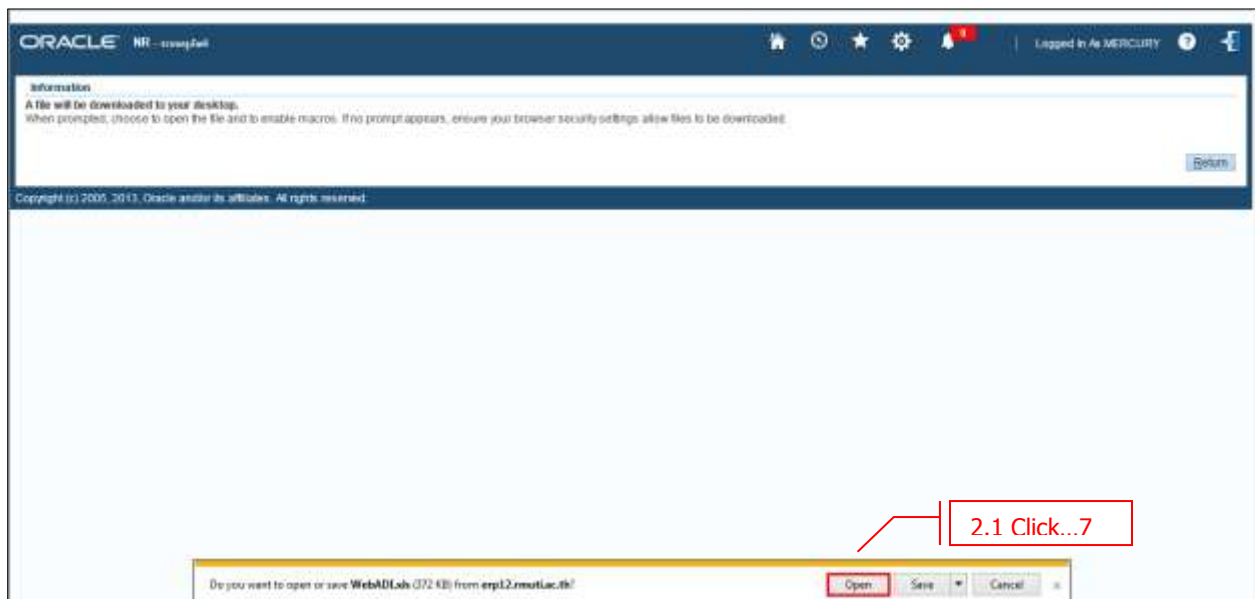 ORACLE NR - Logged In As MERCURY
Information
A file will be downloaded to your desktop.
When prompted, choose to open the file and to enable macros. If no prompt appears, ensure your browser security settings allow files to be downloaded.
Return
Copyright (c) 2005, 2013, Oracle and/or its affiliates. All rights reserved.
2.1 Click...7
Do you want to open or save WebADI.xls (372 KB) from erp12.rmuti.ac.th? Open Save Cancel x